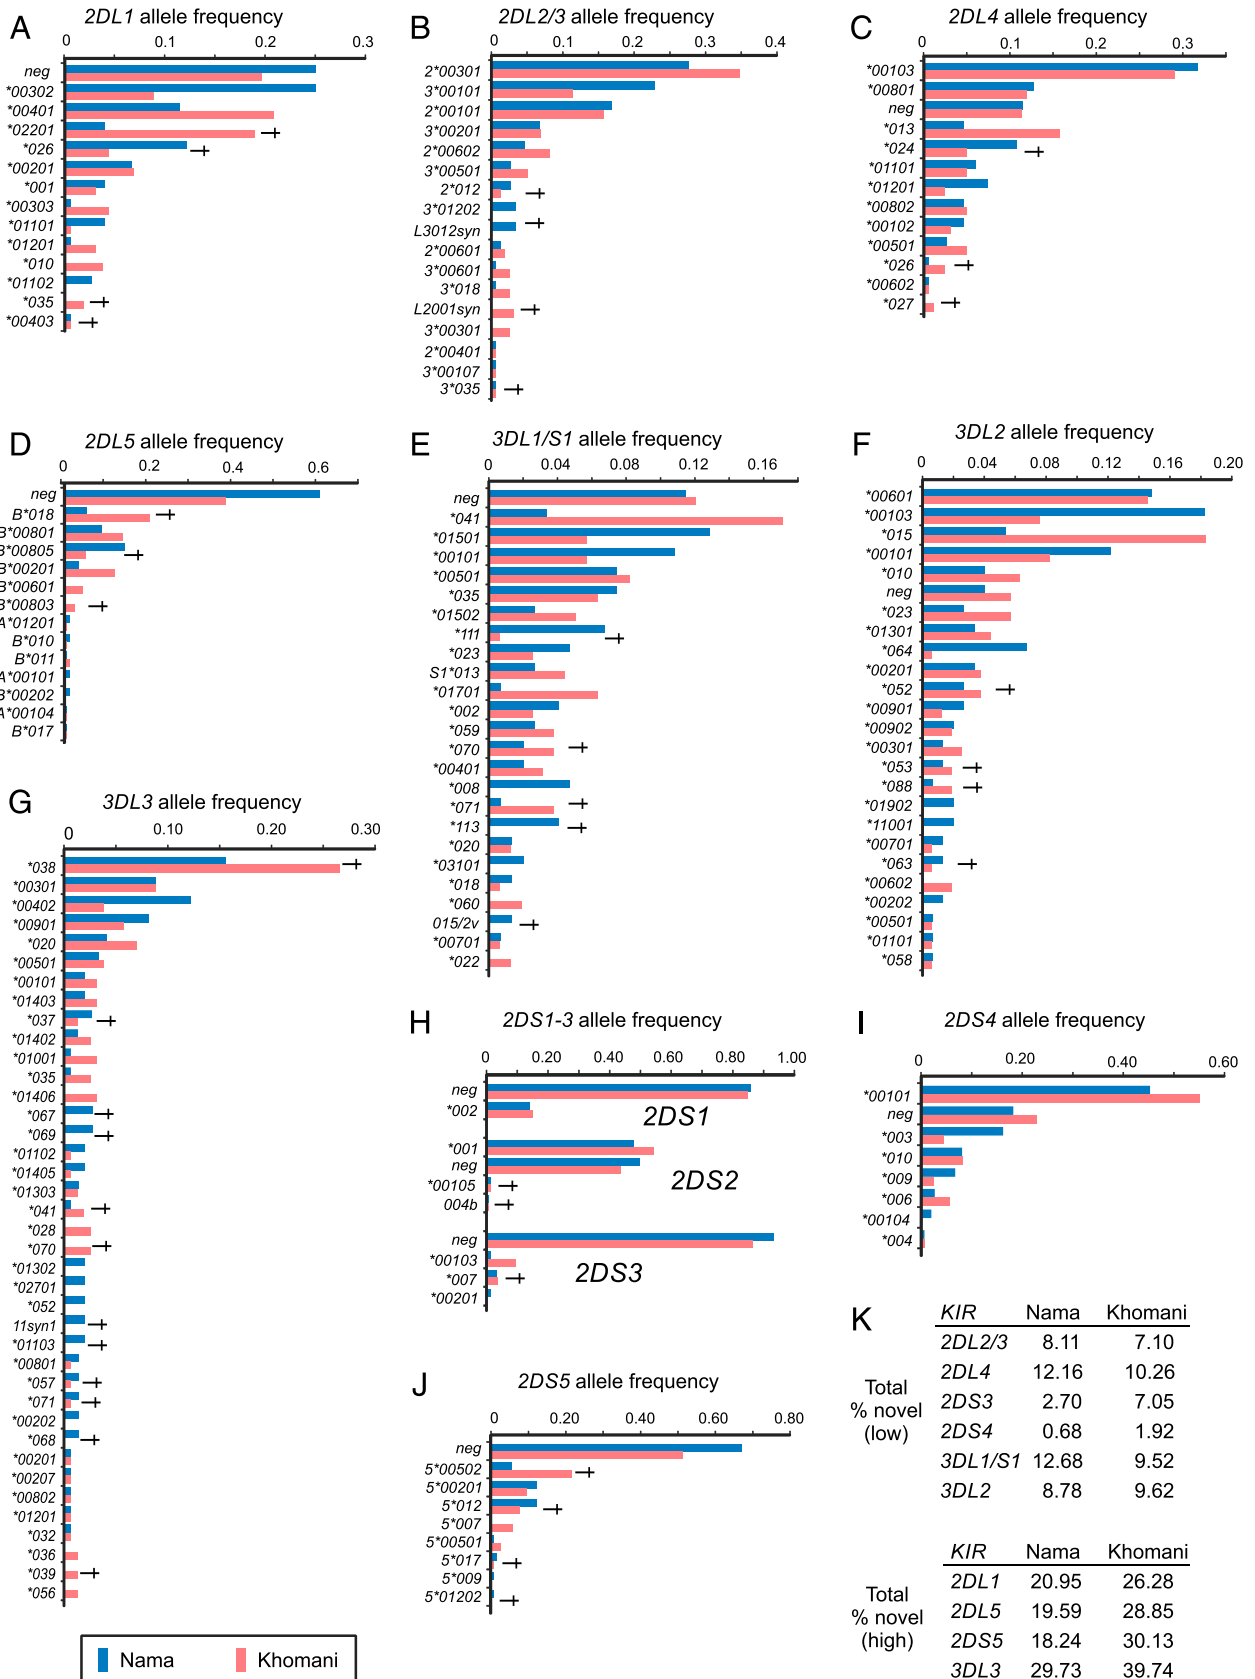 A
2DL1 allele frequency
0 0.1 0.2 0.3
neg
*00302
*00401
*02201
*026
*00201
*001
*00303
*01101
*01201
*010
*01102
*035
*00403
B
2DL2/3 allele frequency
0 0.1 0.2 0.3 0.4
2*00301
3*00101
2*00101
3*00201
2*00602
3*00501
2*012
3*01202
L3012syn
2*00601
3*00601
3*018
L2001syn
3*00301
2*00401
3*00107
3*035
C
2DL4 allele frequency
0 0.1 0.2 0.3
*00103
*00801
neg
*013
*024
*01101
*01201
*00802
*00102
*00501
*026
*00602
*027
D
2DL5 allele frequency
0 0.2 0.4 0.6
neg
B*018
B*00801
B*00805
B*00201
B*00601
B*00803
A*01201
B*010
B*011
A*00101
B*00202
A*00104
B*017
E
3DL1/S1 allele frequency
0 0.04 0.08 0.12 0.16
neg
*041
*01501
*00101
*00501
*035
*01502
*111
*023
S1*013
*01701
*002
*059
*070
*00401
*008
*071
*113
*020
*03101
*018
*060
015/2v
*00701
*022
F
3DL2 allele frequency
0 0.04 0.08 0.12 0.16 0.20
*00601
*00103
*015
*00101
*010
neg
*023
*01301
*064
*00201
*052
*00901
*00902
*00301
*053
*088
*01902
*11001
*00701
*063
*00602
*00202
*00501
*01101
*058
G
3DL3 allele frequency
0 0.10 0.20 0.30
*038
*00301
*00402
*00901
*020
*00501
*00101
*01403
*037
*01402
*01001
*035
*01406
*067
*069
*01102
*01405
*01303
*041
*028
*070
*01302
*02701
*052
11syn1
*01103
*00801
*057
*071
*00202
*068
*00201
*00207
*00802
*01201
*032
*036
*039
*056
H
2DS1-3 allele frequency
0 0.20 0.40 0.60 0.80 1.00
neg
*002
2DS1
*001
neg
*00105
004b
2DS2
neg
*00103
*007
*00201
2DS3
I
2DS4 allele frequency
0 0.20 0.40 0.60
*00101
neg
*003
*010
*009
*006
*00104
*004
J
2DS5 allele frequency
0 0.20 0.40 0.60 0.80
neg
5*00502
5*00201
5*012
5*007
5*00501
5*017
5*009
5*01202
K
Total
% novel
(low)
KIR Nama Khomani
2DL2/3 8.11 7.10
2DL4 12.16 10.26
2DS3 2.70 7.05
2DS4 0.68 1.92
3DL1/S1 12.68 9.52
3DL2 8.78 9.62
Total
% novel
(high)
KIR Nama Khomani
2DL1 20.95 26.28
2DL5 19.59 28.85
2DS5 18.24 30.13
3DL3 29.73 39.74
Nama Khomani